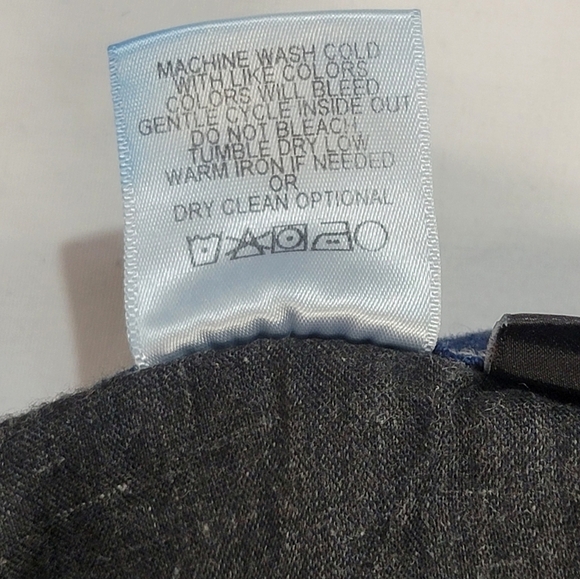 MACHINE WASH COLD
WITH LIKE COLORS
COLORS WILL BLEED
GENTLE CYCLE INSIDE OUT
DO NOT BLEACH
TUMBLE DRY LOW
WARM IRON IF NEEDED
OR
DRY CLEAN OPTIONAL